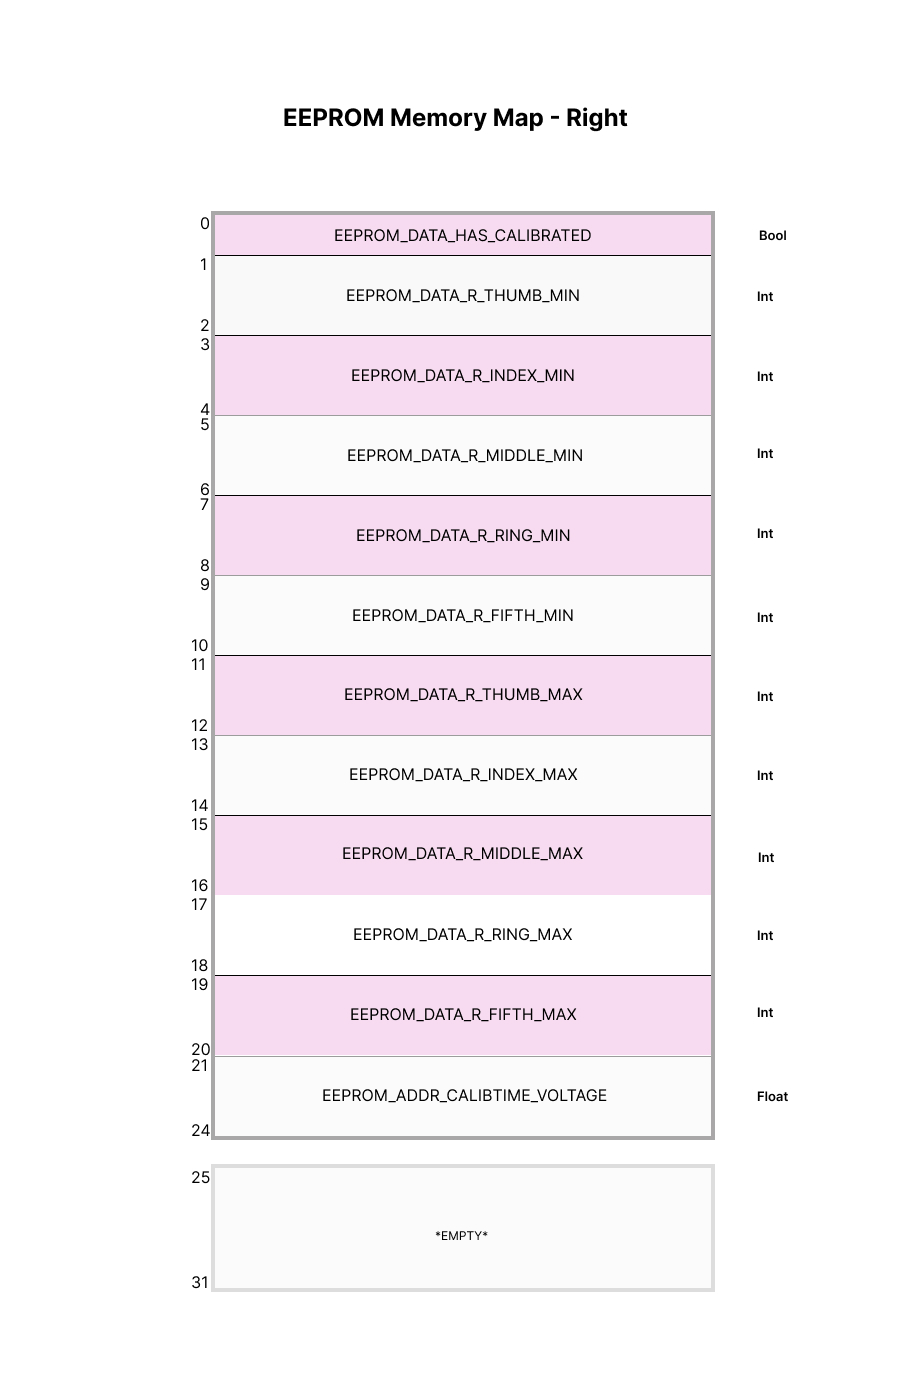 EEPROM Memory Map - Right
0
EEPROM_DATA_HAS_CALIBRATED
Bool
1
EEPROM_DATA_R_THUMB_MIN
Int
2
3
EEPROM_DATA_R_INDEX_MIN
Int
4
5
EEPROM_DATA_R_MIDDLE_MIN
Int
6
7
EEPROM_DATA_R_RING_MIN
Int
8
9
EEPROM_DATA_R_FIFTH_MIN
Int
10
11
EEPROM_DATA_R_THUMB_MAX
Int
12
13
EEPROM_DATA_R_INDEX_MAX
Int
14
15
EEPROM_DATA_R_MIDDLE_MAX
Int
16
17
EEPROM_DATA_R_RING_MAX
Int
18
19
EEPROM_DATA_R_FIFTH_MAX
Int
20
21
EEPROM_ADDR_CALIBTIME_VOLTAGE
Float
24
25
*EMPTY*
31